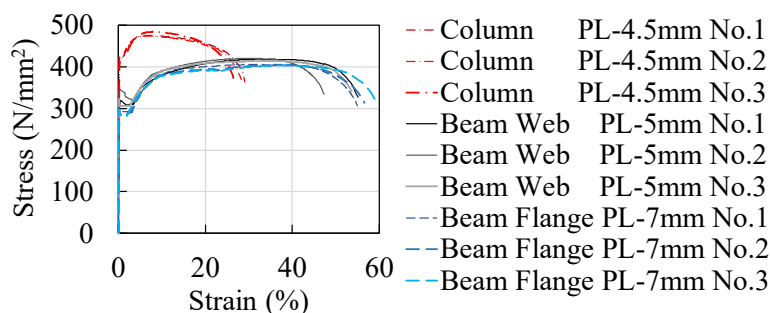 Stress (N/mm²)
500
400
300
200
100
0
0 20 40 60
Strain (%)
Column PL-4.5mm No.1
Column PL-4.5mm No.2
Column PL-4.5mm No.3
Beam Web PL-5mm No.1
Beam Web PL-5mm No.2
Beam Web PL-5mm No.3
Beam Flange PL-7mm No.1
Beam Flange PL-7mm No.2
Beam Flange PL-7mm No.3